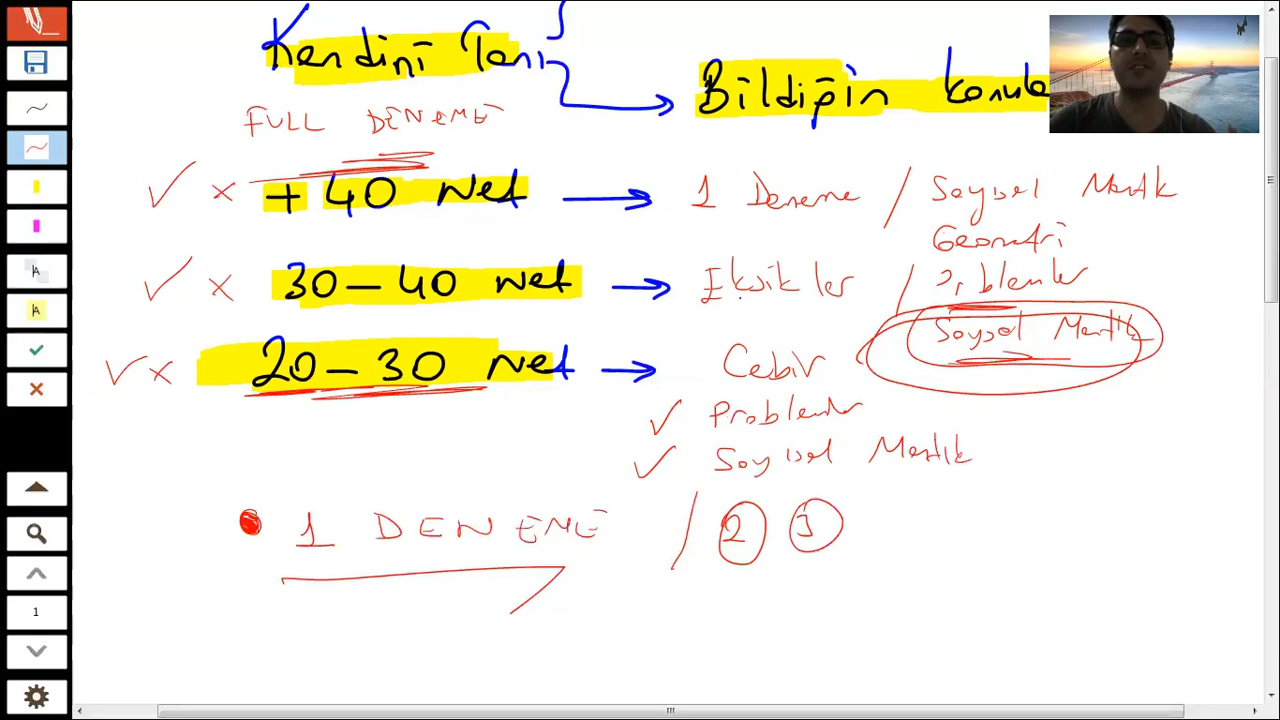 Kendini Tanı
Bildiğin konula
FULL DENEME
✓ x + 40 Net → 1 Deneme / Sayısal Mantık
Geometri
✓ x 30 – 40 Net → Eksikler / Problemler
Sayısal Mantık
✓ x 20 – 30 Net → Cebir
✓ Problemler
✓ Sayısal Mantık
• 1 DENEME / 2 3
A
A
1